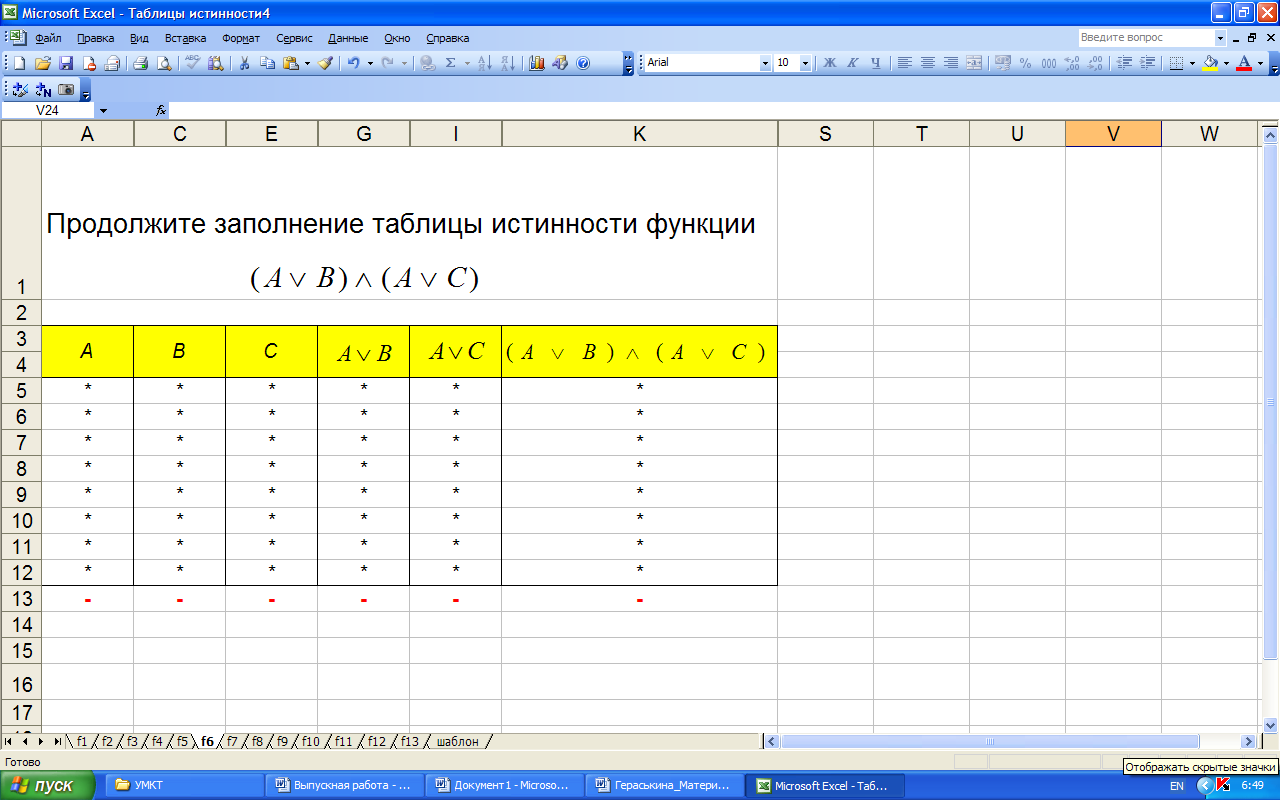 Microsoft Excel - Таблицы истинности4
Файл Правка Вид Вставка Формат Сервис Данные Окно Справка Введите вопрос
Arial 10 Ж К Ч
V24 fx
A C E G I K S T U V W
1 Продолжите заполнение таблицы истинности функции
(A ∨ B) ∧ (A ∨ C)
2
3
4
A B C A∨B A∨C (A ∨ B) ∧ (A ∨ C)
5 * * * * * *
6 * * * * * *
7 * * * * * *
8 * * * * * *
9 * * * * * *
10 * * * * * *
11 * * * * * *
12 * * * * * *
13 - - - - - -
14
15
16
17
f1 f2 f3 f4 f5 f6 f7 f8 f9 f10 f11 f12 f13 шаблон
Готово
Отображать скрытые значки
пуск УМКТ Выпускная работа - ... Документ1 - Microso... Гераськина_Матери... Microsoft Excel - Таб... EN 6:49